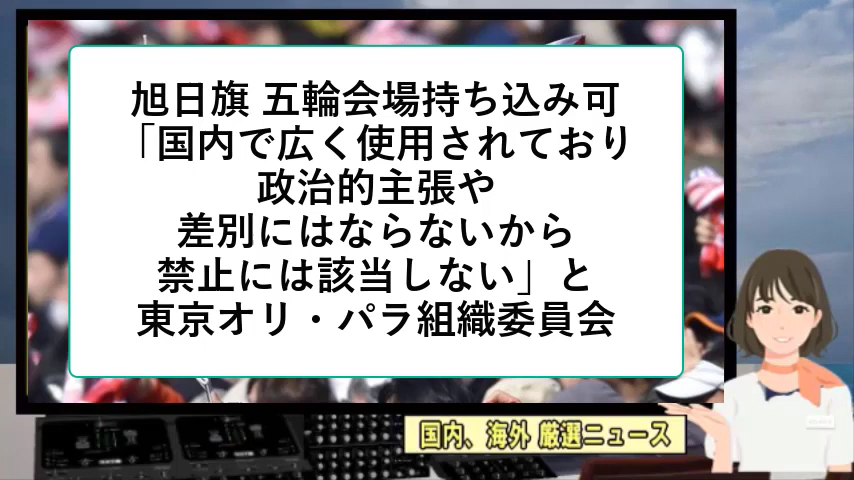 旭日旗 五輪会場持ち込み可
「国内で広く使用されており
政治的主張や
差別にはならないから
禁止には該当しない」と
東京オリ・パラ組織委員会
国内、海外 厳選ニュース